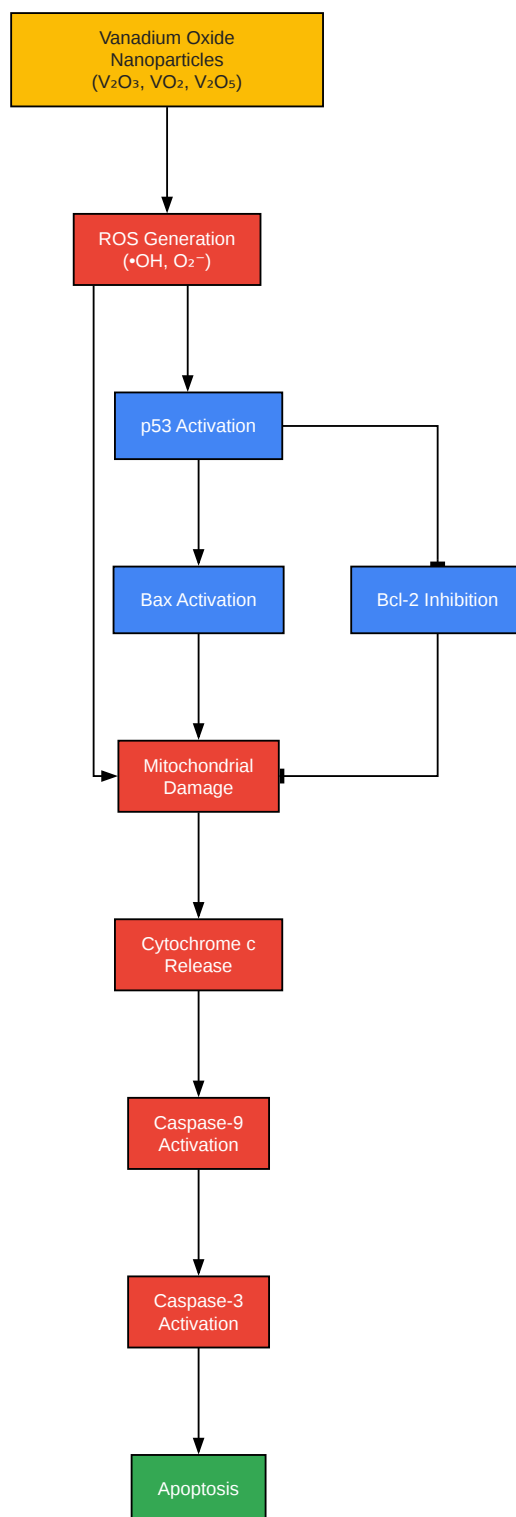 Vanadium Oxide
Nanoparticles
(V₂O₃, VO₂, V₂O₅)
ROS Generation
(•OH, O₂⁻)
p53 Activation
Bax Activation
Bcl-2 Inhibition
Mitochondrial
Damage
Cytochrome c
Release
Caspase-9
Activation
Caspase-3
Activation
Apoptosis